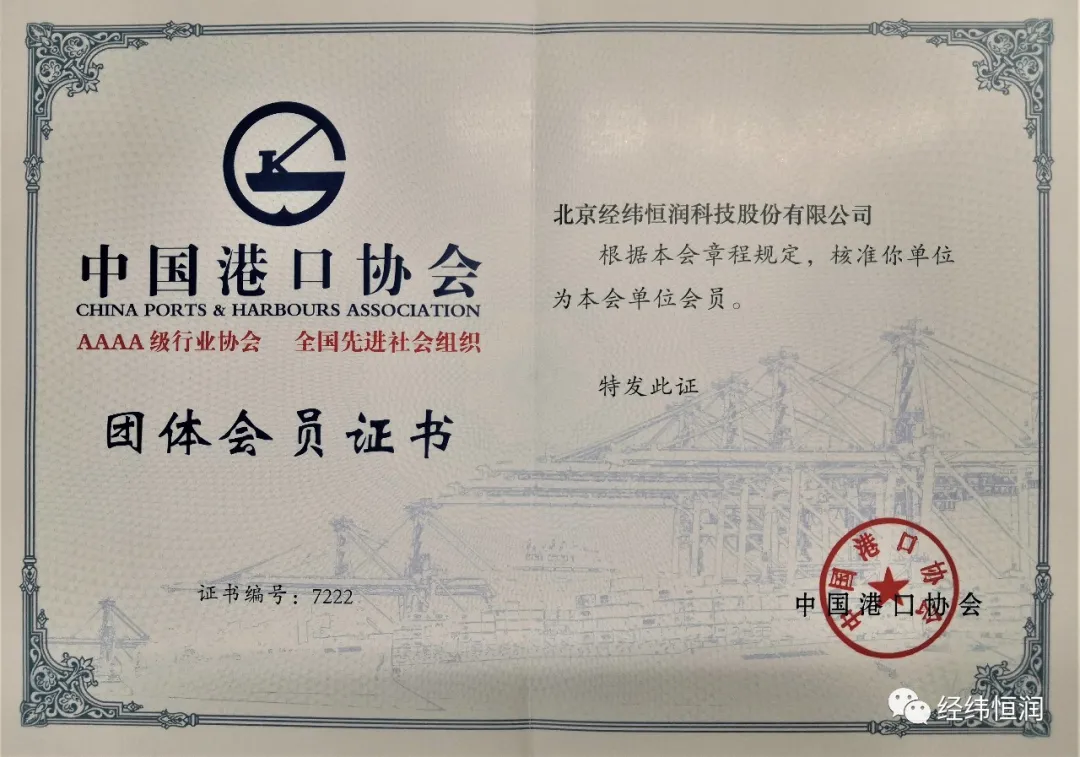 中国港口协会
CHINA PORTS & HARBOURS ASSOCIATION
AAAA 级行业协会 全国先进社会组织
团体会员证书
证书编号：7222
北京经纬恒润科技股份有限公司
根据本会章程规定，核准你单位
为本会单位会员。
特发此证
中国港口协会
中国港口协会
经纬恒润